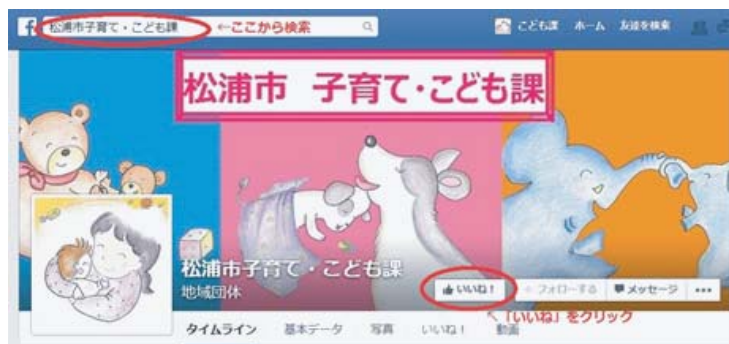 f 松浦市子育て・こども課 ←ここから検索 こども課 ホーム 友達を検索
松浦市 子育て・こども課
松浦市子育て・こども課
地域団体
いいね! フォローする メッセージ •••
↖「いいね」をクリック
タイムライン 基本データ 写真 いいね! 動画